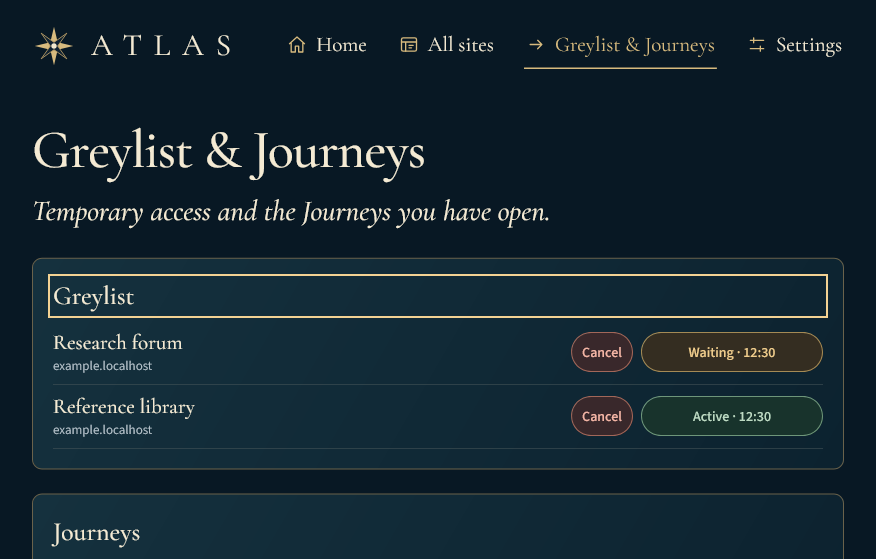 ATLAS
Home
All sites
Greylist & Journeys
Settings
Greylist & Journeys
Temporary access and the Journeys you have open.
Greylist
Research forum
example.localhost
Cancel
Waiting · 12:30
Reference library
example.localhost
Cancel
Active · 12:30
Journeys